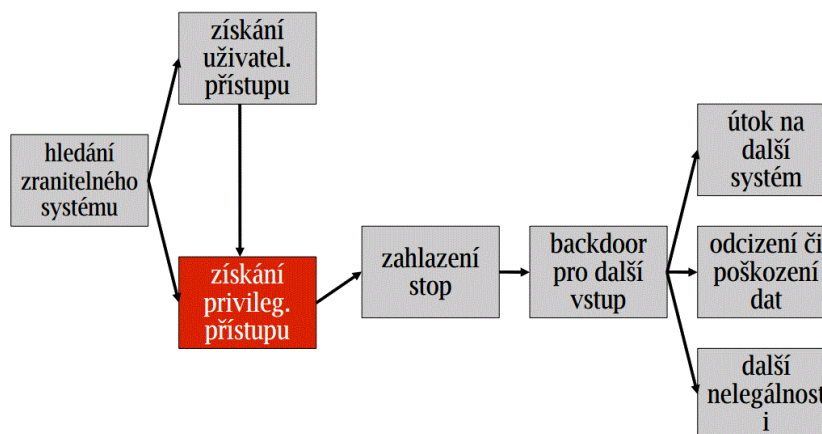 získání
uživatel.
přístupu
hledání
zranitelného
systému
získání
privileg.
přístupu
zahlazení
stop
backdoor
pro další
vstup
útok na
další
systém
odcizení či
poškození
dat
další
nelegálnost
i